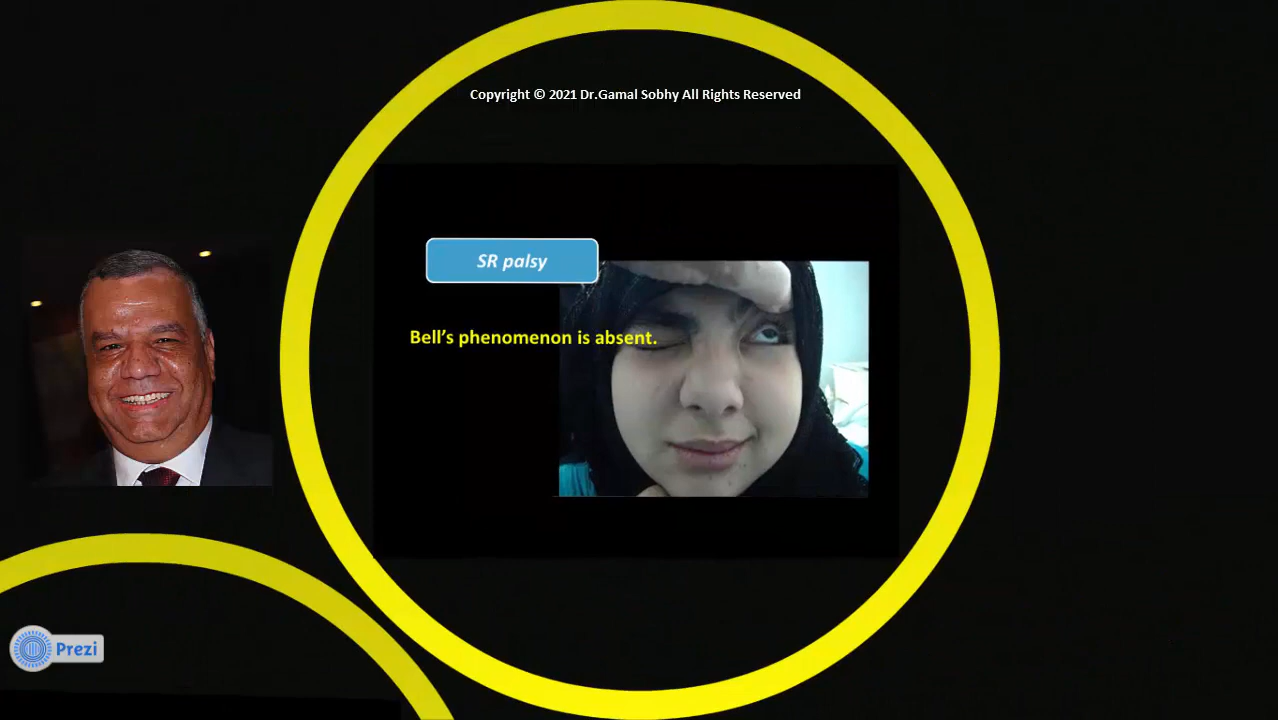 Copyright © 2021 Dr.Gamal Sobhy All Rights Reserved
SR palsy
Bell’s phenomenon is absent.
Prezi